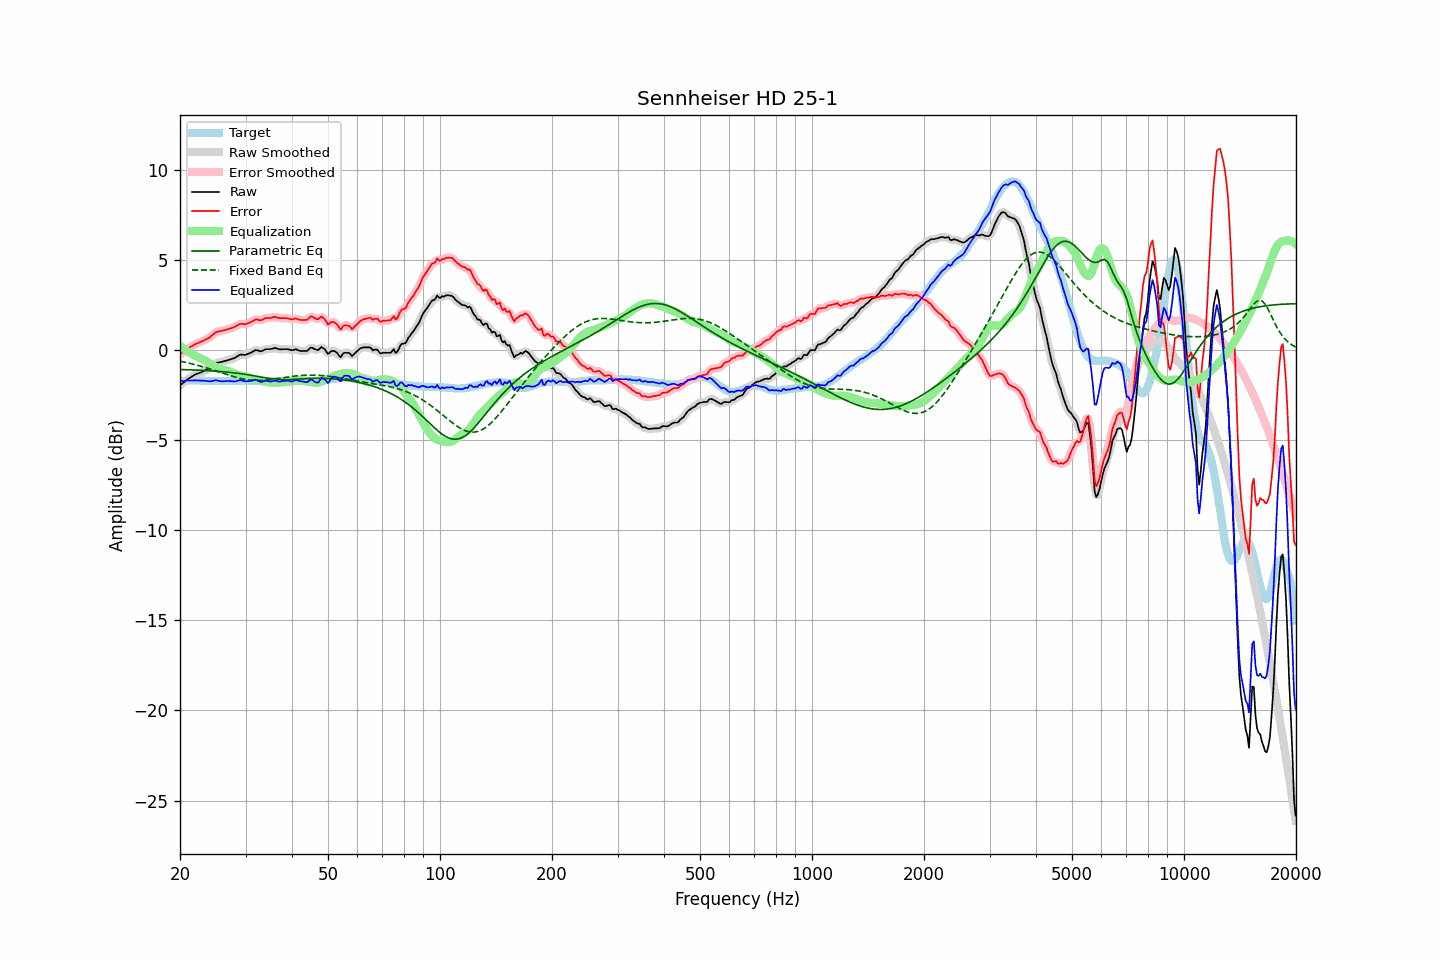 Sennheiser HD 25-1
Target
Raw Smoothed
Error Smoothed
Raw
Error
Equalization
Parametric Eq
Fixed Band Eq
Equalized
10
5
0
−5
−10
−15
−20
−25
Amplitude (dBr)
20 50 100 200 500 1000 2000 5000 10000 20000
Frequency (Hz)